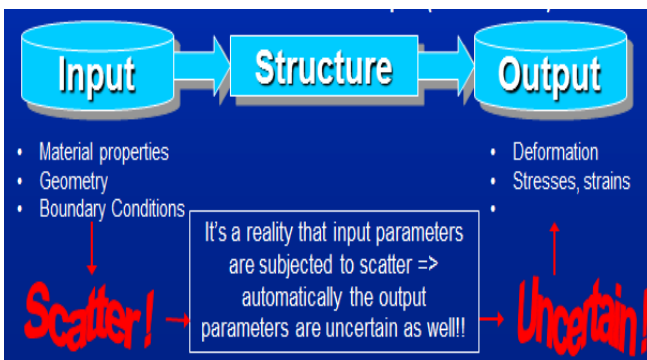 Input
Structure
Output
• Material properties
• Geometry
• Boundary Conditions
• Deformation
• Stresses, strains
•
It's a reality that input parameters
are subjected to scatter =>
automatically the output
parameters are uncertain as well!!
Scatter!
Uncertain!